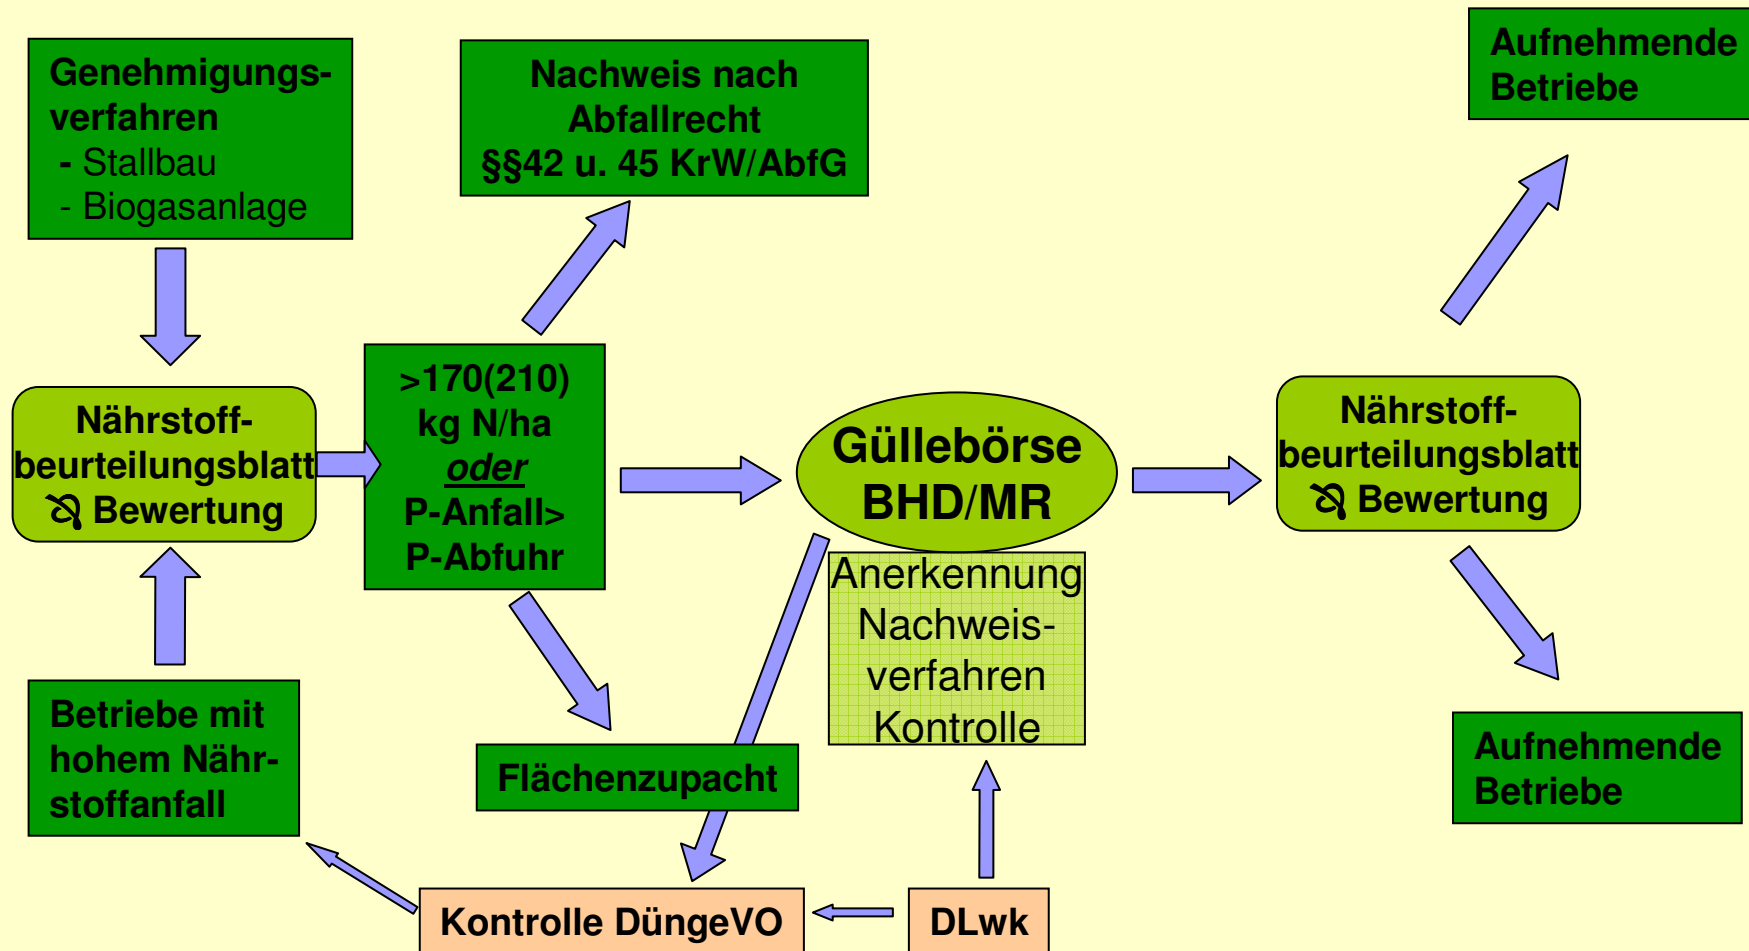 Genehmigungs-
verfahren
- Stallbau
- Biogasanlage
Nachweis nach
Abfallrecht
§§42 u. 45 KrW/AbfG
Aufnehmende
Betriebe
Nährstoff-
beurteilungsblatt
Bewertung
>170(210)
kg N/ha
oder
P-Anfall>
P-Abfuhr
Güllebörse
BHD/MR
Anerkennung
Nachweis-
verfahren
Kontrolle
Nährstoff-
beurteilungsblatt
Bewertung
Betriebe mit
hohem Nähr-
stoffanfall
Flächenzupacht
Aufnehmende
Betriebe
Kontrolle DüngeVO
DLwk